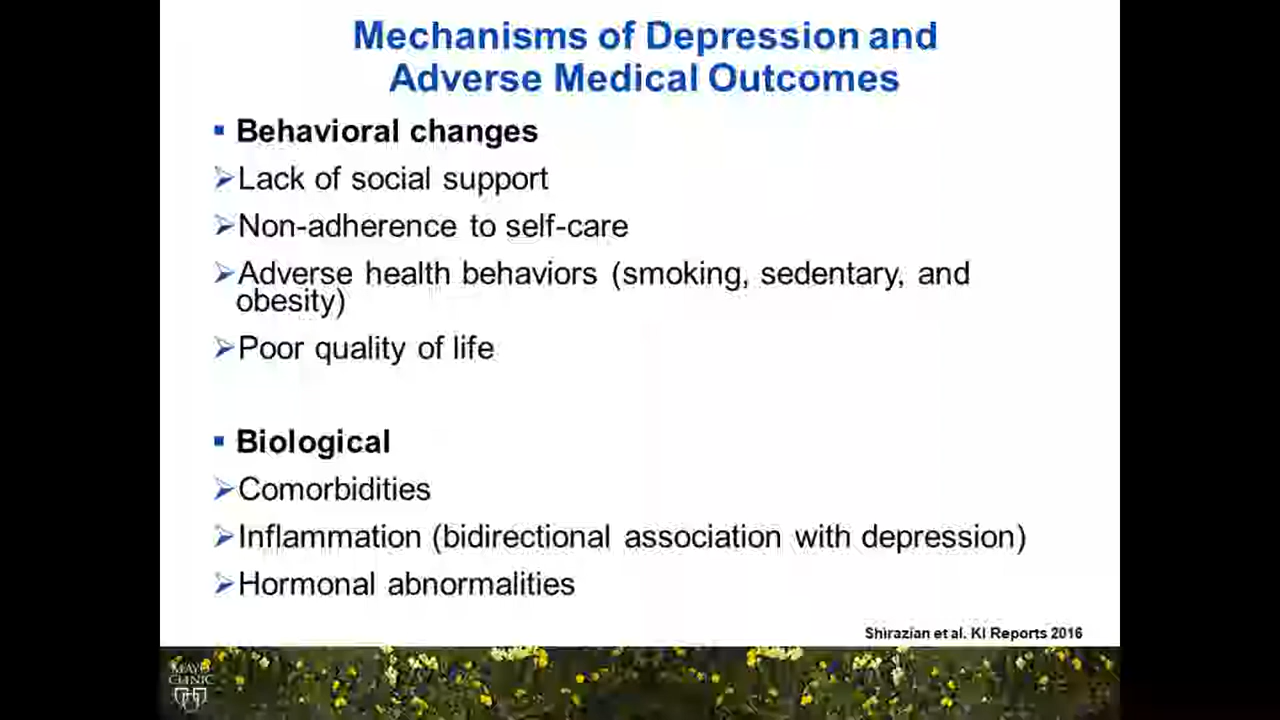 Mechanisms of Depression and
Adverse Medical Outcomes
Behavioral changes
Lack of social support
Non-adherence to self-care
Adverse health behaviors (smoking, sedentary, and
obesity)
Poor quality of life
Biological
Comorbidities
Inflammation (bidirectional association with depression)
Hormonal abnormalities
Shirazian et al. KI Reports 2016
MAYO
CLINIC